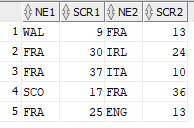 NE1 SCR1 NE2 SCR2
1 WAL 9 FRA 13
2 FRA 30 IRL 24
3 FRA 37 ITA 10
4 SCO 17 FRA 36
5 FRA 25 ENG 13